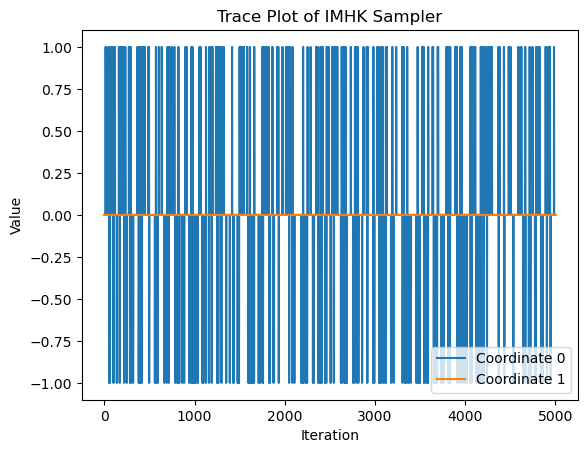 Trace Plot of IMHK Sampler
1.00
0.75
0.50
0.25
0.00
−0.25
−0.50
−0.75
−1.00
Value
0 1000 2000 3000 4000 5000
Iteration
Coordinate 0
Coordinate 1